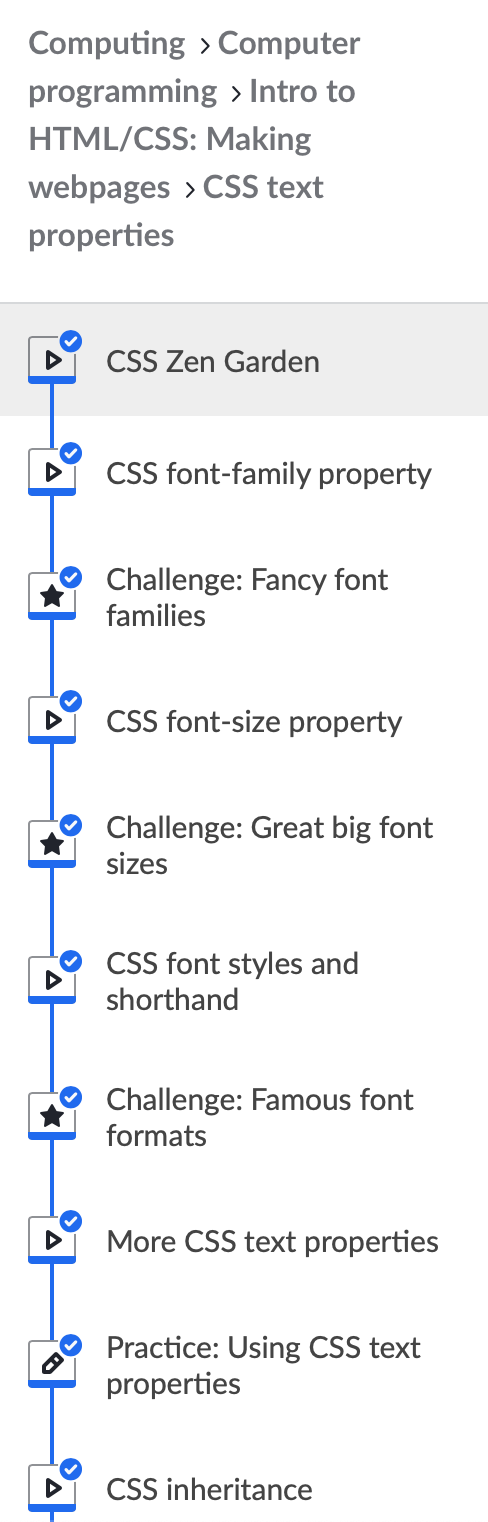 Computing > Computer
programming > Intro to
HTML/CSS: Making
webpages > CSS text
properties
CSS Zen Garden
CSS font-family property
Challenge: Fancy font
families
CSS font-size property
Challenge: Great big font
sizes
CSS font styles and
shorthand
Challenge: Famous font
formats
More CSS text properties
Practice: Using CSS text
properties
CSS inheritance